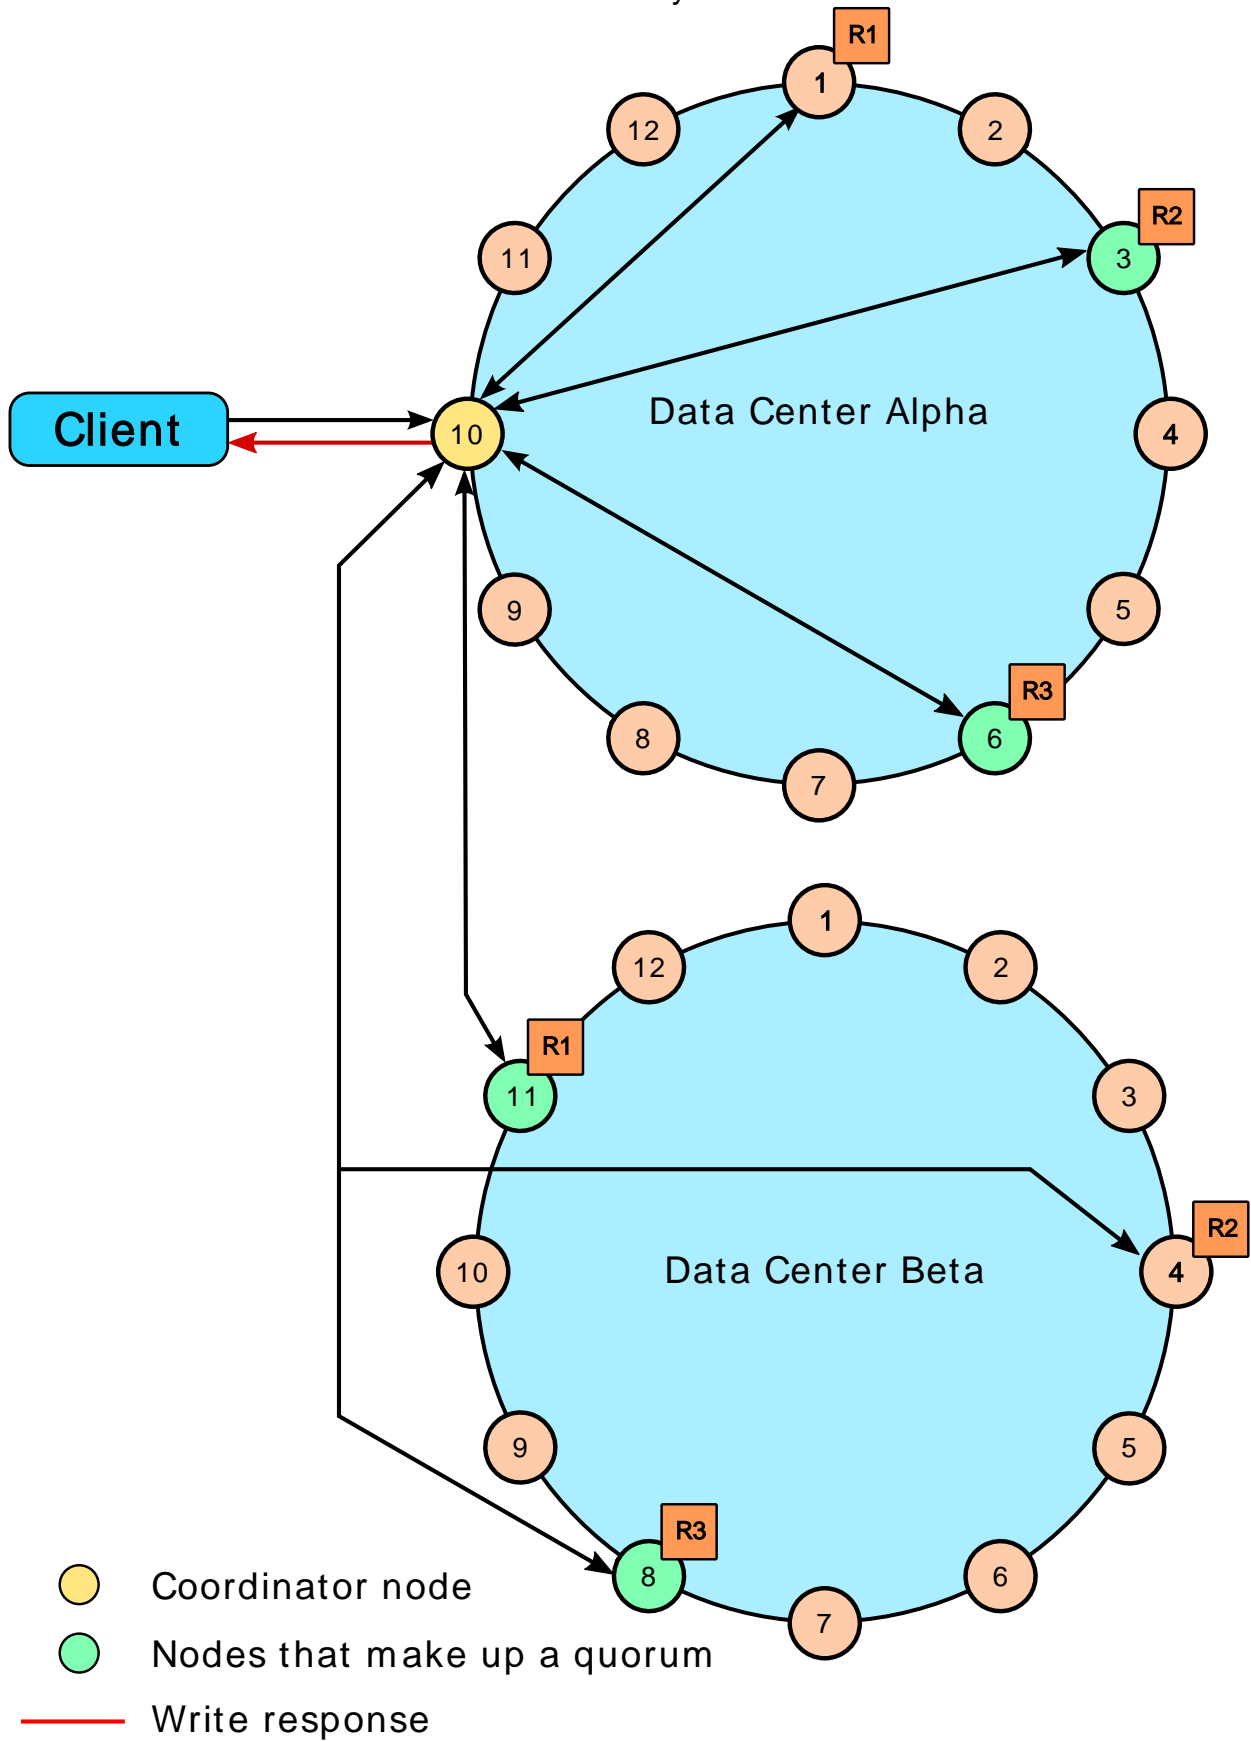 y
R1
1
12
2
R2
11
3
Client
10
Data Center Alpha
4
9
5
R3
8
6
7
1
12
2
R1
11
3
R2
10
Data Center Beta
4
9
5
R3
8
6
7
Coordinator node
Nodes that make up a quorum
Write response